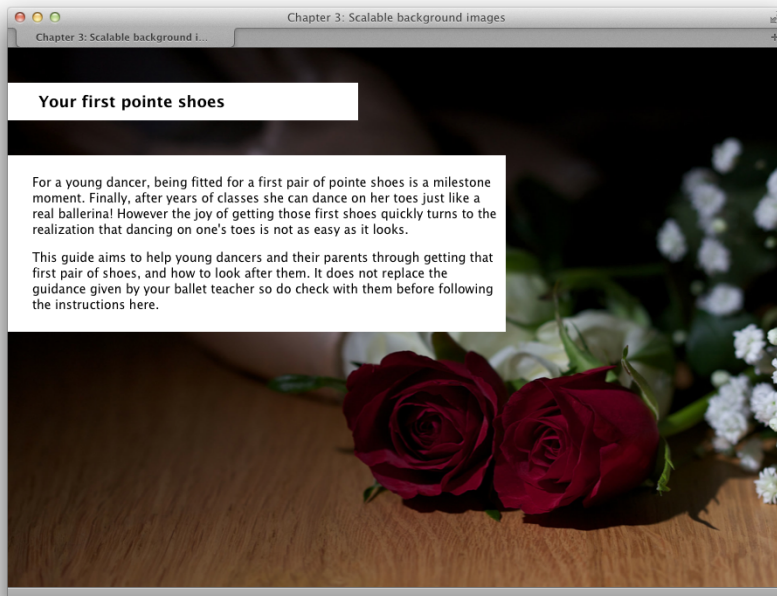 Chapter 3: Scalable background images
Chapter 3: Scalable background i...
Your first pointe shoes
For a young dancer, being fitted for a first pair of pointe shoes is a milestone
moment. Finally, after years of classes she can dance on her toes just like a
real ballerina! However the joy of getting those first shoes quickly turns to the
realization that dancing on one's toes is not as easy as it looks.
This guide aims to help young dancers and their parents through getting that
first pair of shoes, and how to look after them. It does not replace the
guidance given by your ballet teacher so do check with them before following
the instructions here.